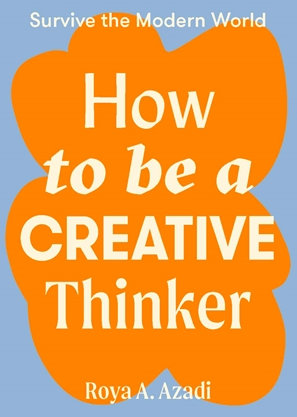 Survive the Modern World
How
to be a
CREATIVE
Thinker
Roya A. Azadi